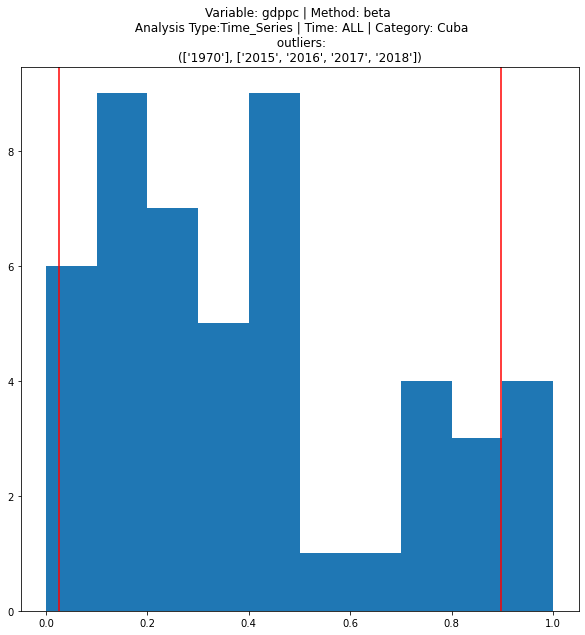 Variable: gdppc | Method: beta
Analysis Type:Time_Series | Time: ALL | Category: Cuba
outliers:
(['1970'], ['2015', '2016', '2017', '2018'])
8
6
4
2
0
0.0 0.2 0.4 0.6 0.8 1.0